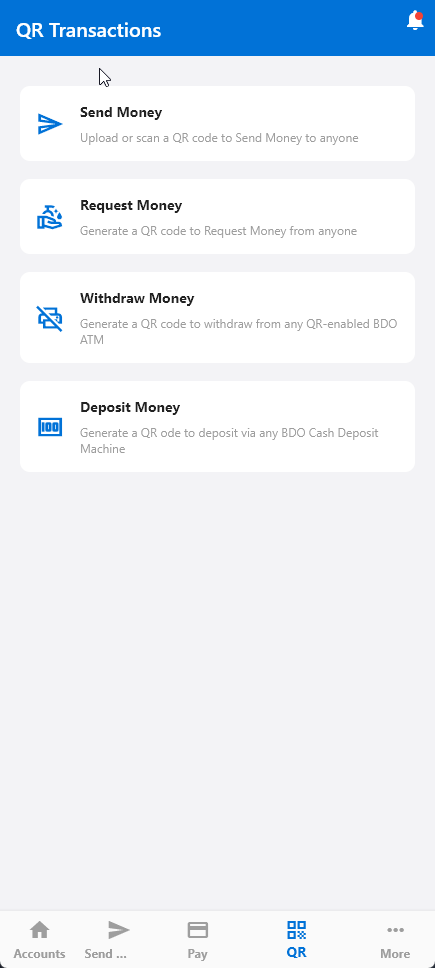 QR Transactions
Send Money
Upload or scan a QR code to Send Money to anyone
Request Money
Generate a QR code to Request Money from anyone
Withdraw Money
Generate a QR code to withdraw from any QR-enabled BDO
ATM
Deposit Money
100
Generate a QR ode to deposit via any BDO Cash Deposit
Machine
Accounts
Send ...
Pay
QR
More